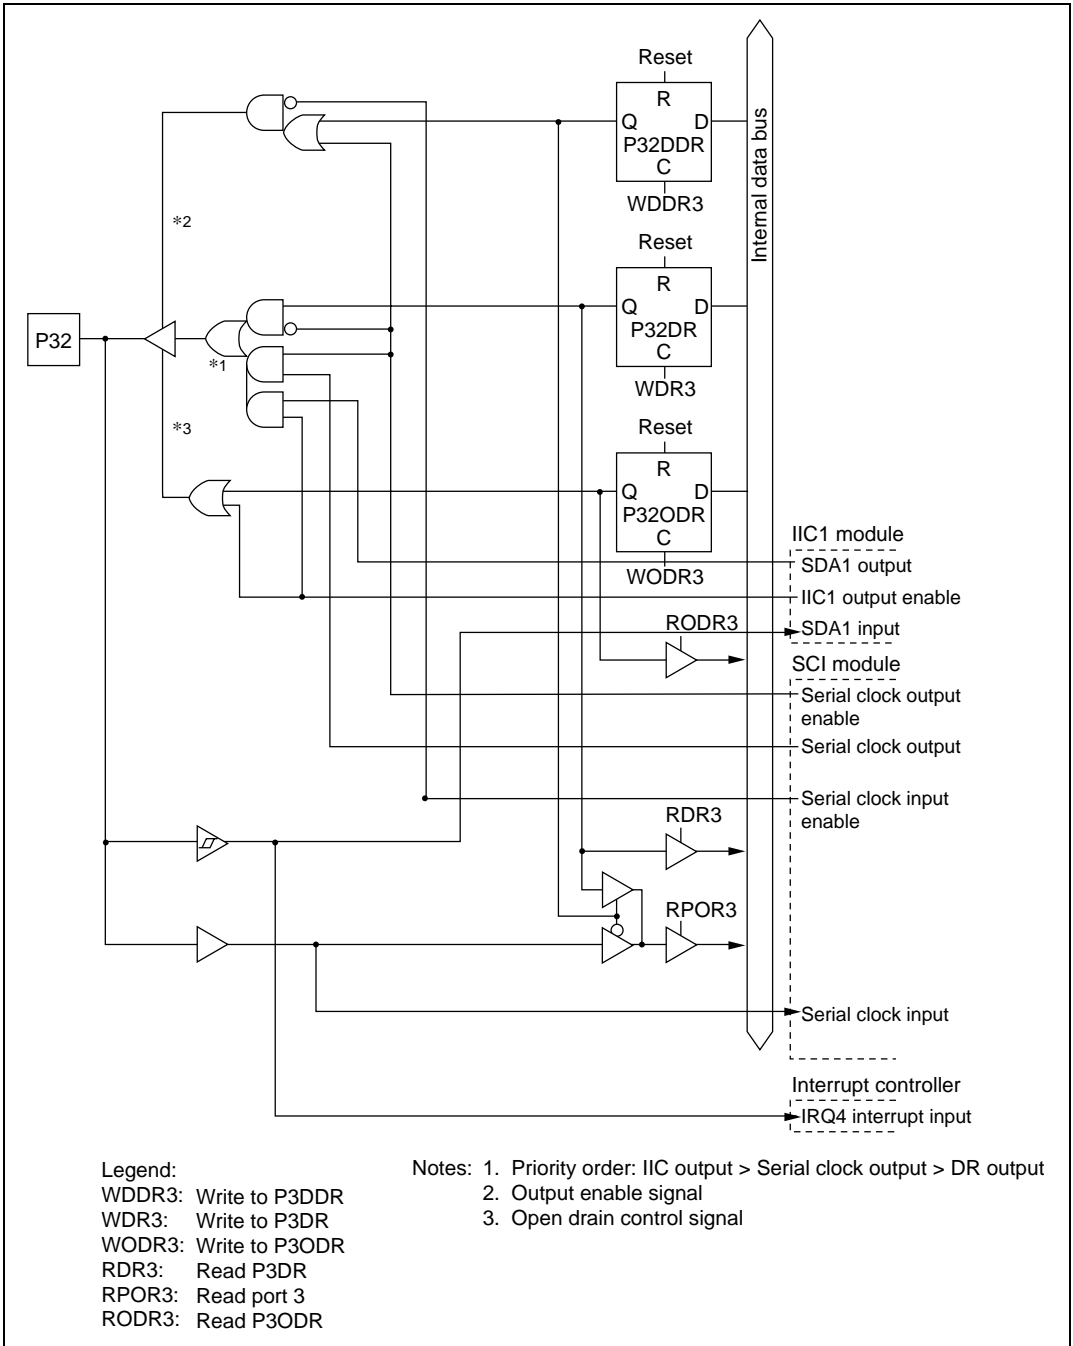 Reset
R
Q D
P32DDR
C
WDDR3
Internal data bus
*2
Reset
R
Q D
P32DR
C
WDR3
P32
*1
*3
Reset
R
Q D
P32ODR
C
WODR3
IIC1 module
SDA1 output
IIC1 output enable
SDA1 input
RODR3
SCI module
Serial clock output
enable
Serial clock output
Serial clock input
enable
RDR3
RPOR3
Serial clock input
Interrupt controller
IRQ4 interrupt input
Legend:
WDDR3: Write to P3DDR
WDR3: Write to P3DR
WODR3: Write to P3ODR
RDR3: Read P3DR
RPOR3: Read port 3
RODR3: Read P3ODR
Notes: 1. Priority order: IIC output > Serial clock output > DR output
2. Output enable signal
3. Open drain control signal